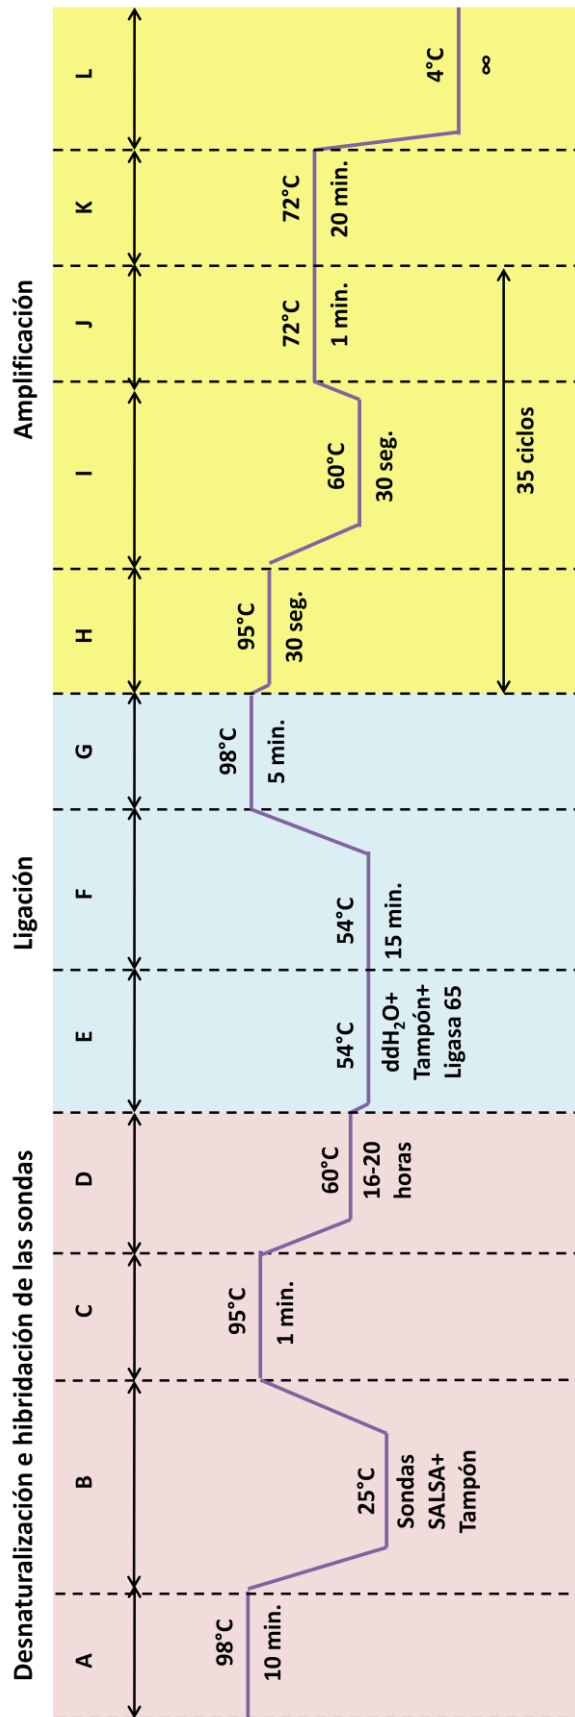 Desnaturalización e hibridación de las sondas
Ligación
Amplificación
A
B
C
D
E
F
G
H
I
J
K
L
98°C
10 min.
25°C
Sondas
SALSA+
Tampón
95°C
1 min.
60°C
16-20
horas
54°C
ddH₂O+
Tampón+
Ligasa 65
54°C
15 min.
98°C
5 min.
95°C
30 seg.
60°C
30 seg.
72°C
1 min.
72°C
20 min.
4°C
∞
35 ciclos